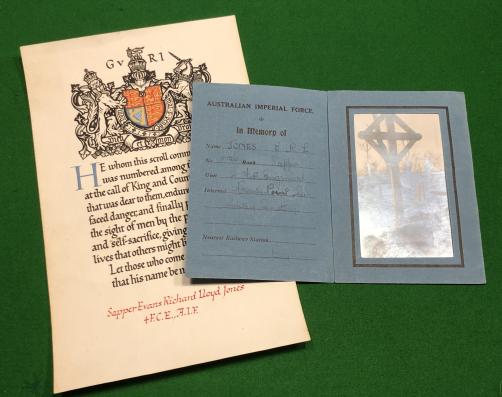 GVRI
HE whom this scroll comm
was numbered among t
at the call of King and Coun
that was dear to them, endure
faced danger, and finally p
the sight of men by the p
and self-sacrifice, giving
lives that others might l
Let those who come
that his name be n
Sapper Evans Richard Lloyd Jones
4 F.C.E., A.I.F.
AUSTRALIAN IMPERIAL FORCE.
In Memory of
Name JONES E R L
No. Rank Sapper
Unit
Interred
Nearest Railway Station